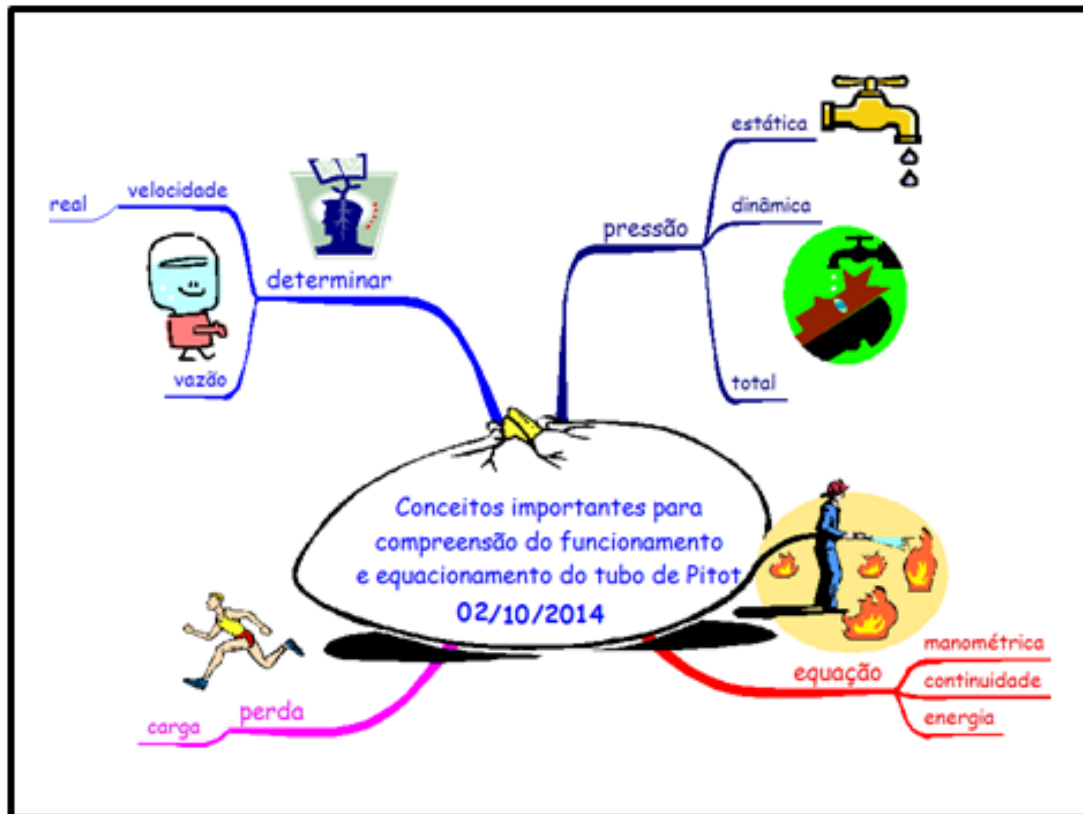 estática
dinâmica
pressão
total
real
velocidade
determinar
vazão
Conceitos importantes para
compreensão do funcionamento
e equacionamento do tubo de Pitot
02/10/2014
manométrica
equação
continuidade
energia
perda
carga